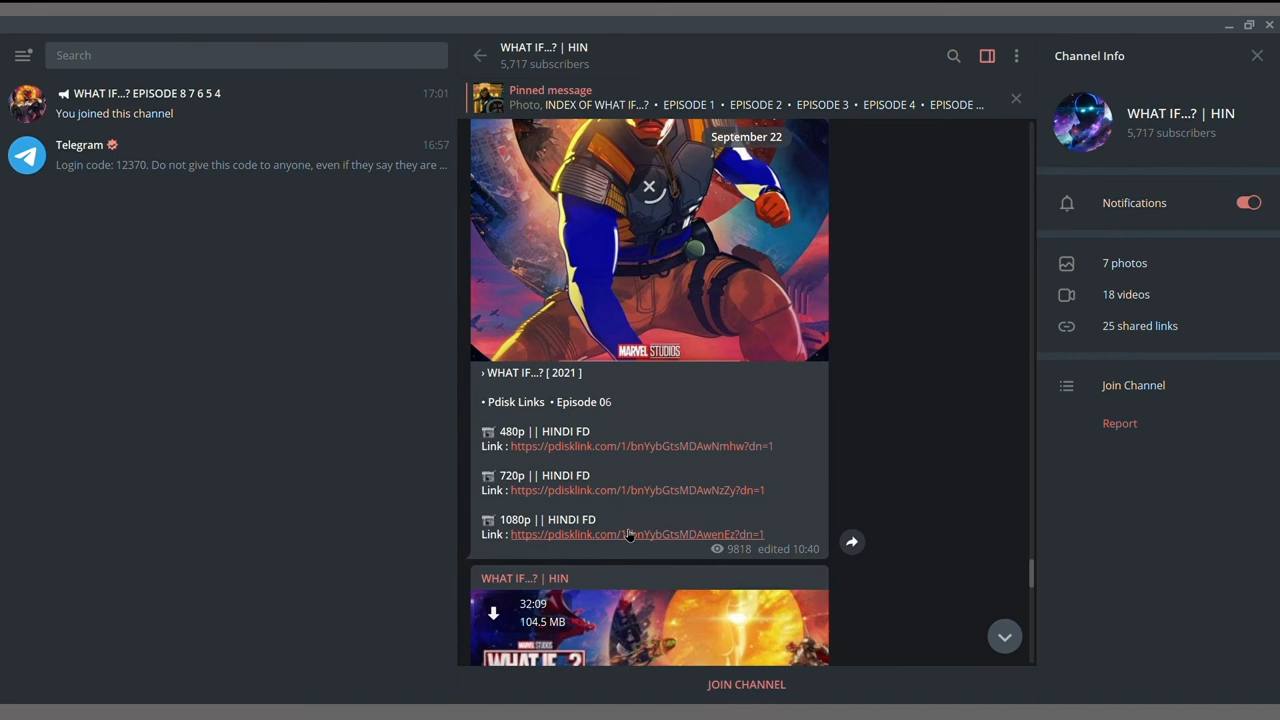 Search
WHAT IF...? EPISODE 8 7 6 5 4
17:01
You joined this channel
Telegram
16:57
Login code: 12370. Do not give this code to anyone, even if they say they are ...
WHAT IF...? | HIN
5,717 subscribers
Pinned message
Photo, INDEX OF WHAT IF...? • EPISODE 1 • EPISODE 2 • EPISODE 3 • EPISODE 4 • EPISODE ...
September 22
MARVEL STUDIOS
› WHAT IF...? [ 2021 ]
• Pdisk Links • Episode 06
480p || HINDI FD
Link : https://pdisklink.com/1/bnYybGtsMDAwNmhw?dn=1
720p || HINDI FD
Link : https://pdisklink.com/1/bnYybGtsMDAwNzZy?dn=1
1080p || HINDI FD
Link : https://pdisklink.com/1/bnYybGtsMDAwenEz?dn=1
9818 edited 10:40
WHAT IF...? | HIN
32:09
104.5 MB
MARVEL STUDIOS
WHAT IF...?
JOIN CHANNEL
Channel Info
WHAT IF...? | HIN
5,717 subscribers
Notifications
7 photos
18 videos
25 shared links
Join Channel
Report